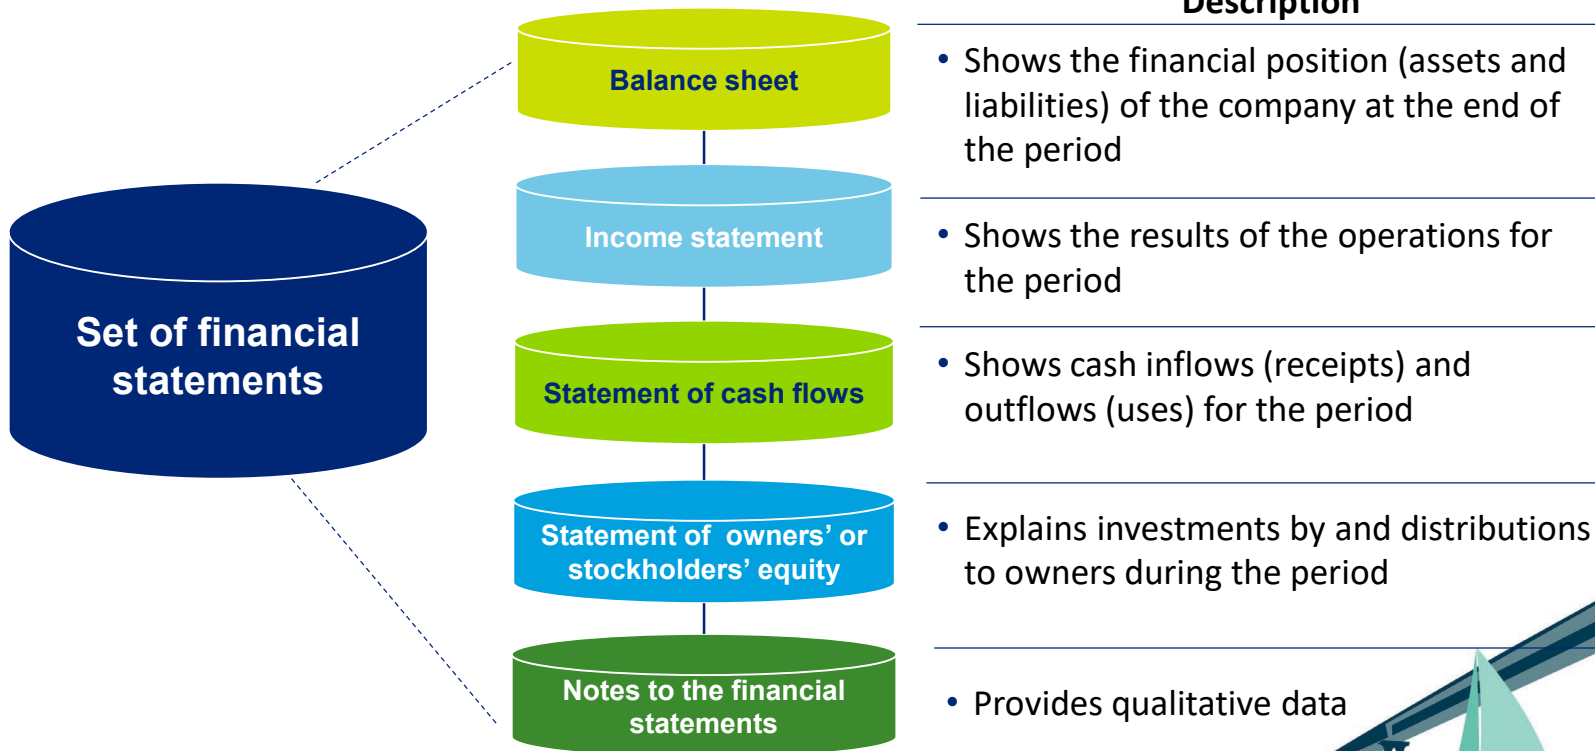 Description
Balance sheet
• Shows the financial position (assets and
liabilities) of the company at the end of
the period
Income statement
• Shows the results of the operations for
the period
Set of financial
statements
Statement of cash flows
• Shows cash inflows (receipts) and
outflows (uses) for the period
Statement of owners’ or
stockholders’ equity
• Explains investments by and distributions
to owners during the period
Notes to the financial
statements
• Provides qualitative data